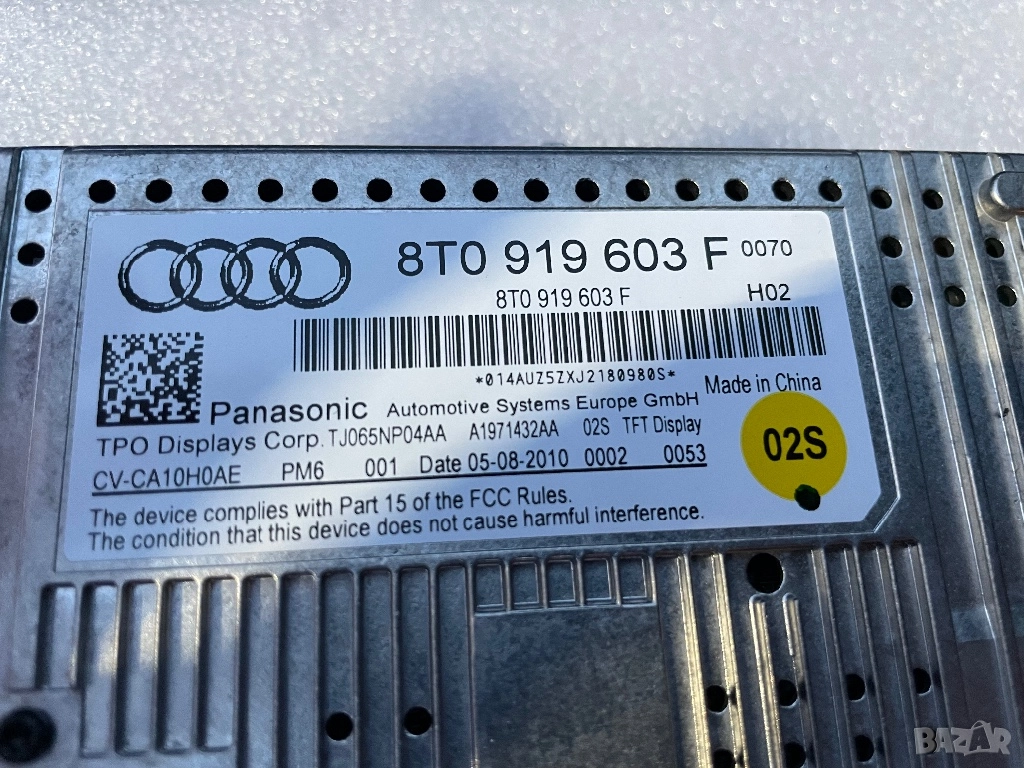 8T0 919 603 F 0070
8T0 919 603 F H02
*014AUZ5ZXJ2180980S*
Made in China
Panasonic Automotive Systems Europe GmbH
TPO Displays Corp. TJ065NP04AA A1971432AA 02S TFT Display
02S
CV-CA10H0AE PM6 001 Date 05-08-2010 0002 0053
The device complies with Part 15 of the FCC Rules.
The condition that this device does not cause harmful interference.
BAZAR